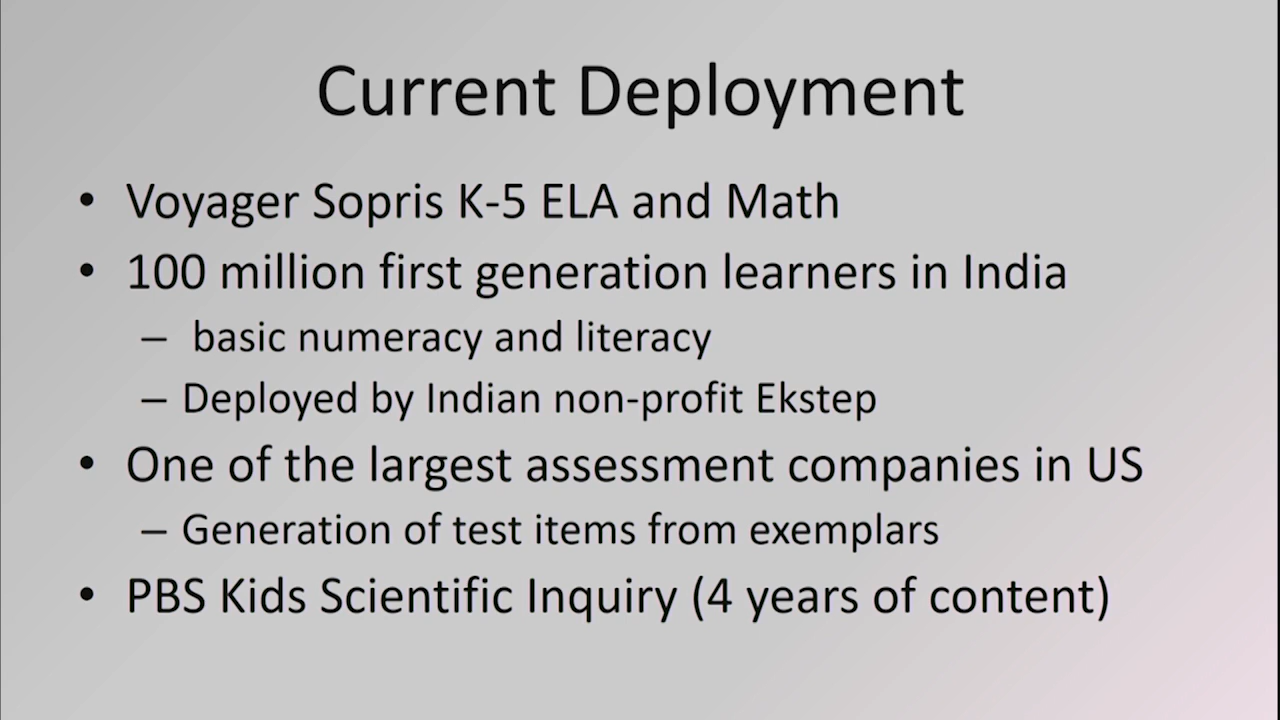 Current Deployment
• Voyager Sopris K-5 ELA and Math
• 100 million first generation learners in India
– basic numeracy and literacy
– Deployed by Indian non-profit Ekstep
• One of the largest assessment companies in US
– Generation of test items from exemplars
• PBS Kids Scientific Inquiry (4 years of content)